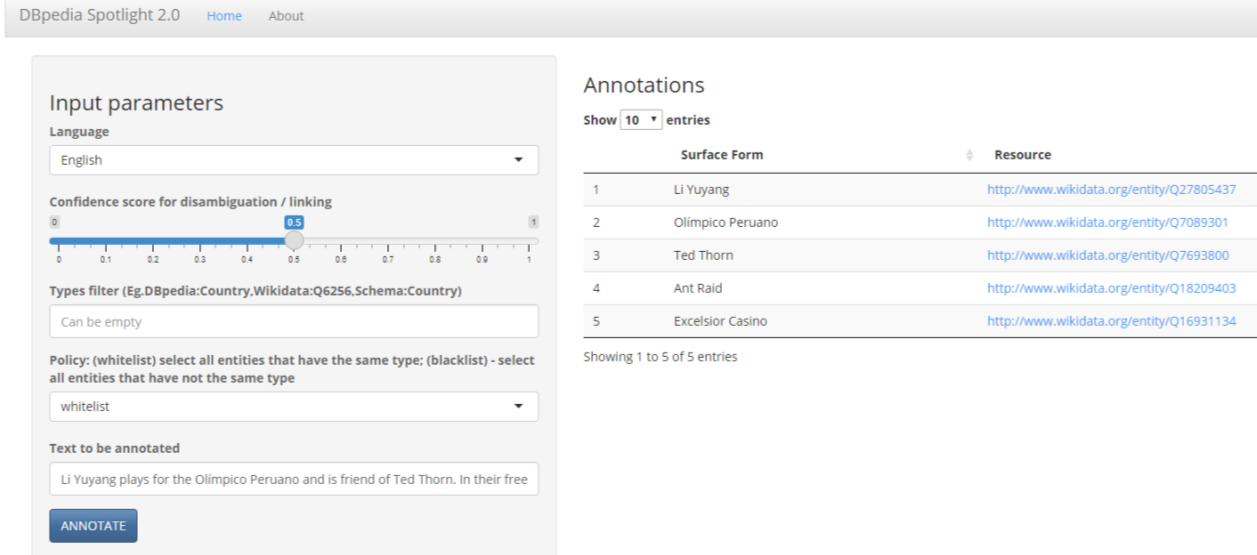 DBpedia Spotlight 2.0 Home About
Input parameters
Language
English
Confidence score for disambiguation / linking
0 0.5 1
0 0.1 0.2 0.3 0.4 0.5 0.6 0.7 0.8 0.9 1
Types filter (Eg.DBpedia:Country,Wikidata:Q6256,Schema:Country)
Can be empty
Policy: (whitelist) select all entities that have the same type; (blacklist) - select
all entities that have not the same type
whitelist
Text to be annotated
Li Yuyang plays for the Olímpico Peruano and is friend of Ted Thorn. In their free
ANNOTATE
Annotations
Show 10 entries
Surface Form Resource
1 Li Yuyang http://www.wikidata.org/entity/Q27805437
2 Olímpico Peruano http://www.wikidata.org/entity/Q7089301
3 Ted Thorn http://www.wikidata.org/entity/Q7693800
4 Ant Raid http://www.wikidata.org/entity/Q18209403
5 Excelsior Casino http://www.wikidata.org/entity/Q16931134
Showing 1 to 5 of 5 entries